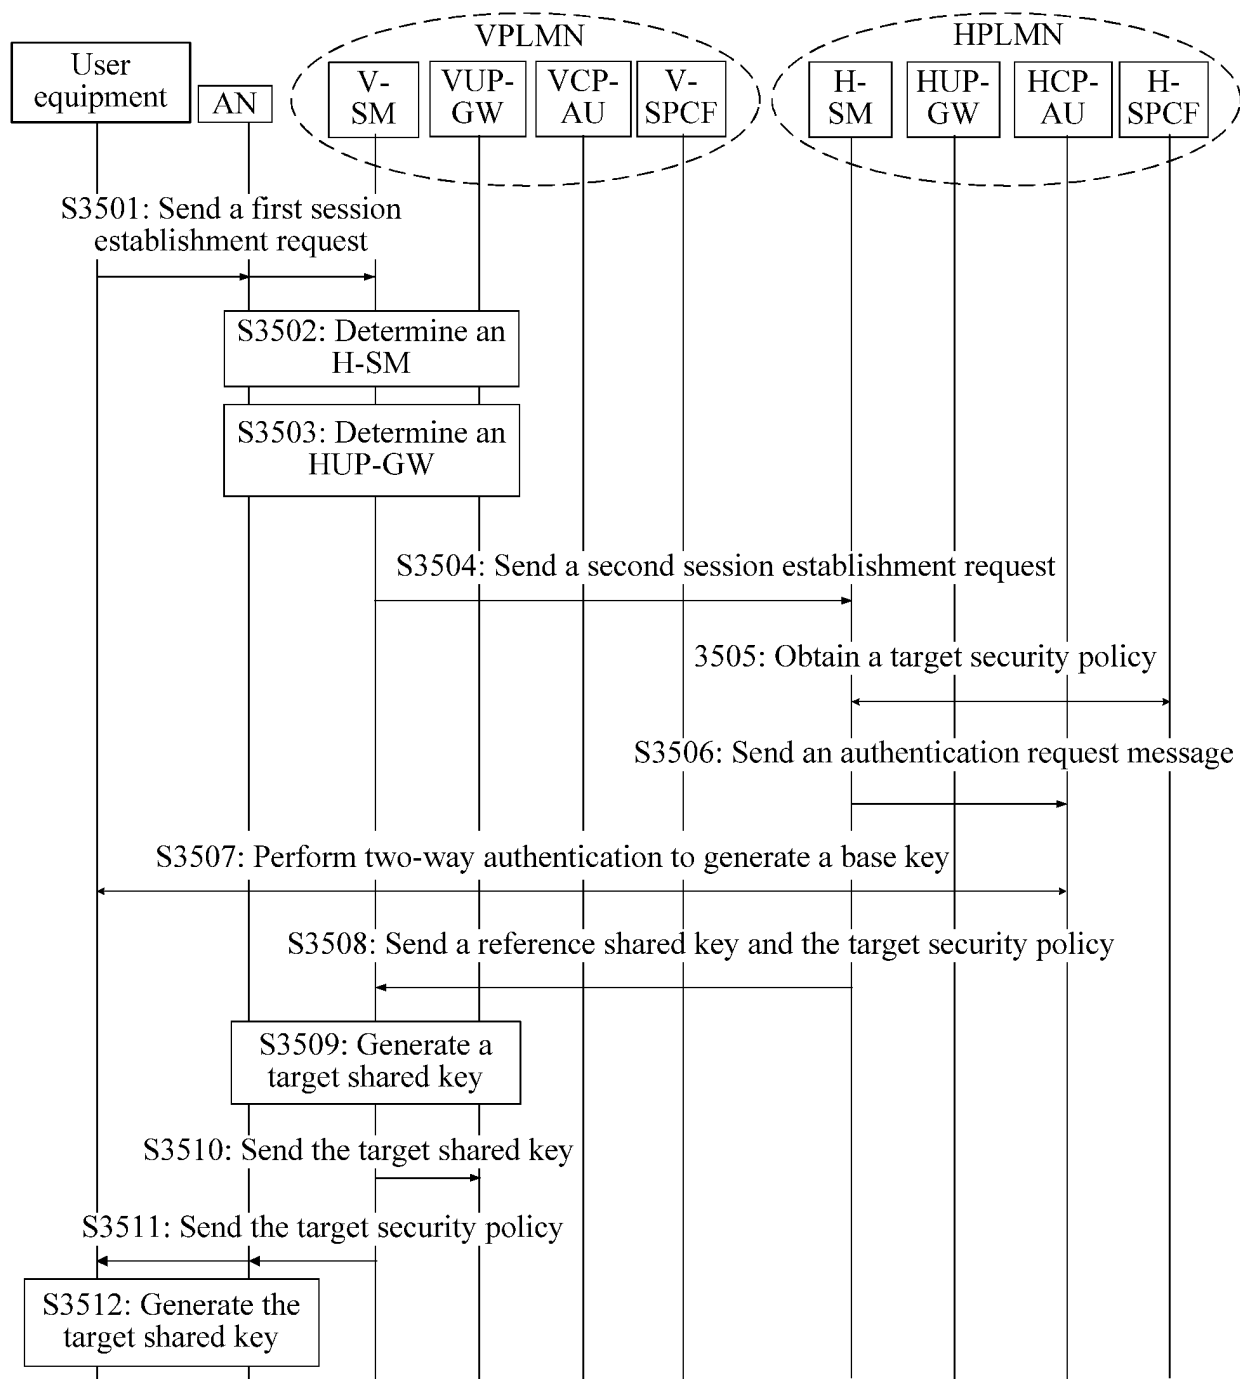 VPLMN
HPLMN
User
equipment
AN
V-
SM
VUP-
GW
VCP-
AU
V-
SPCF
H-
SM
HUP-
GW
HCP-
AU
H-
SPCF
S3501: Send a first session
establishment request
S3502: Determine an
H-SM
S3503: Determine an
HUP-GW
S3504: Send a second session establishment request
3505: Obtain a target security policy
S3506: Send an authentication request message
S3507: Perform two-way authentication to generate a base key
S3508: Send a reference shared key and the target security policy
S3509: Generate a
target shared key
S3510: Send the target shared key
S3511: Send the target security policy
S3512: Generate the
target shared key